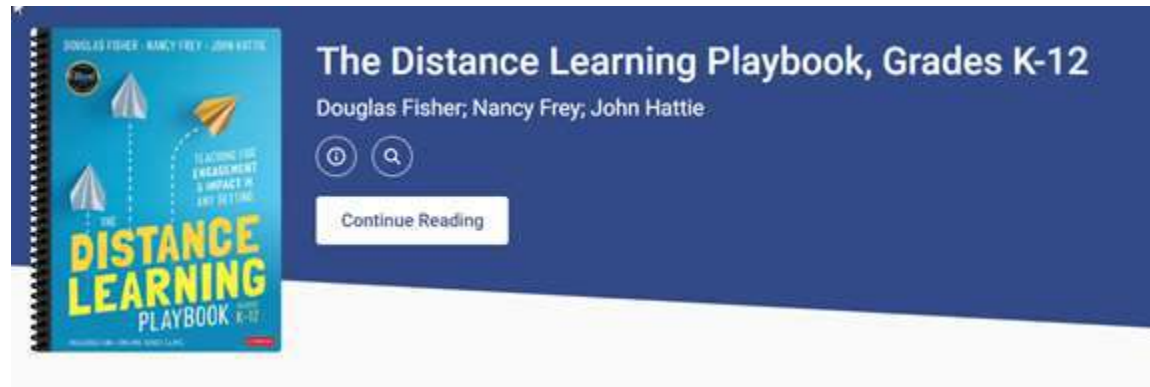 DOUGLAS FISHER · NANCY FREY · JOHN HATTIE
TEACHING FOR
ENGAGEMENT
& IMPACT IN
ANY SETTING
THE
DISTANCE
LEARNING
PLAYBOOK
K-12
The Distance Learning Playbook, Grades K-12
Douglas Fisher; Nancy Frey; John Hattie
Continue Reading